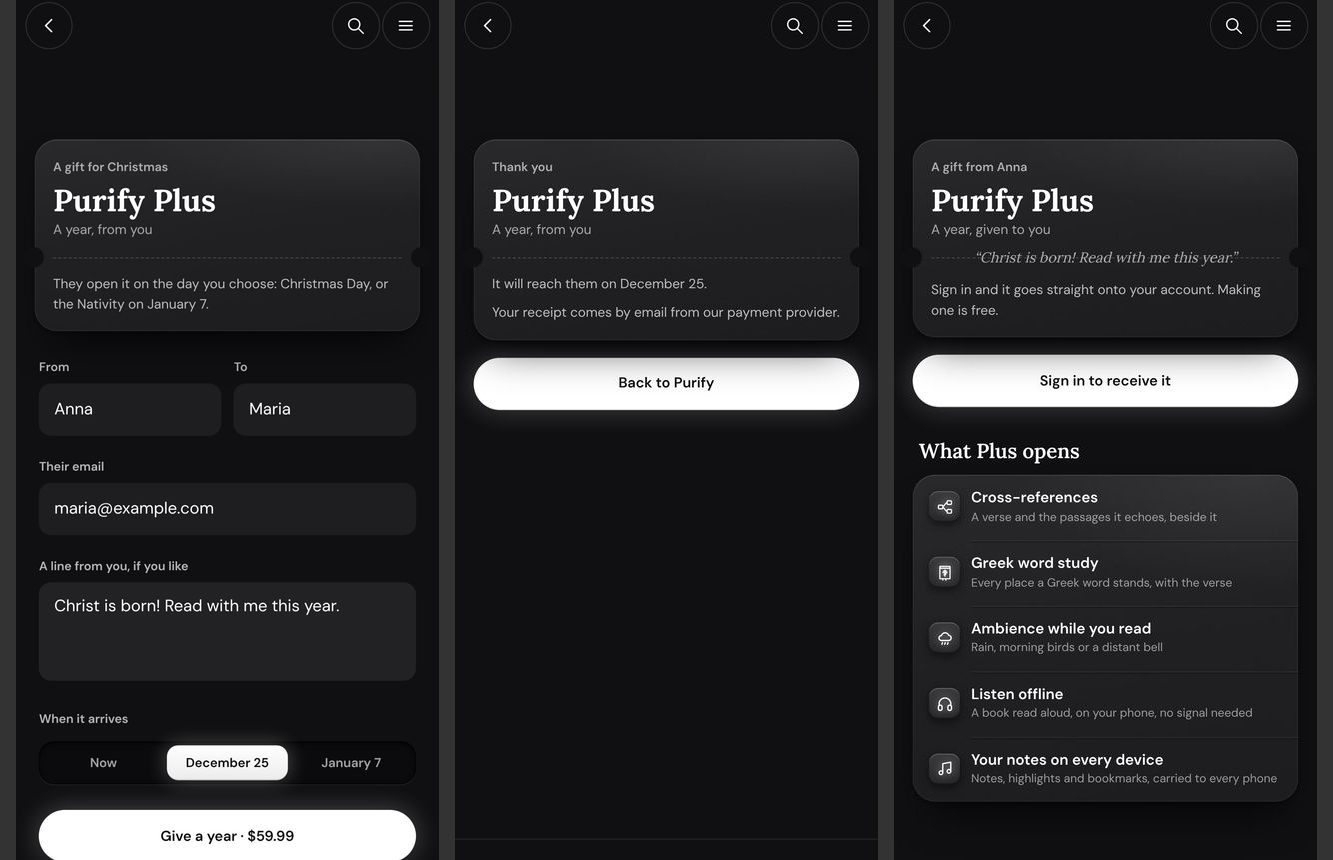 A gift for Christmas
Purify Plus
A year, from you
They open it on the day you choose: Christmas Day, or
the Nativity on January 7.
From
To
Anna
Maria
Their email
maria@example.com
A line from you, if you like
Christ is born! Read with me this year.
When it arrives
Now
December 25
January 7
Give a year · $59.99
Thank you
Purify Plus
A year, from you
It will reach them on December 25.
Your receipt comes by email from our payment provider.
Back to Purify
A gift from Anna
Purify Plus
A year, given to you
“Christ is born! Read with me this year.”
Sign in and it goes straight onto your account. Making
one is free.
Sign in to receive it
What Plus opens
Cross-references
A verse and the passages it echoes, beside it
Greek word study
Every place a Greek word stands, with the verse
Ambience while you read
Rain, morning birds or a distant bell
Listen offline
A book read aloud, on your phone, no signal needed
Your notes on every device
Notes, highlights and bookmarks, carried to every phone